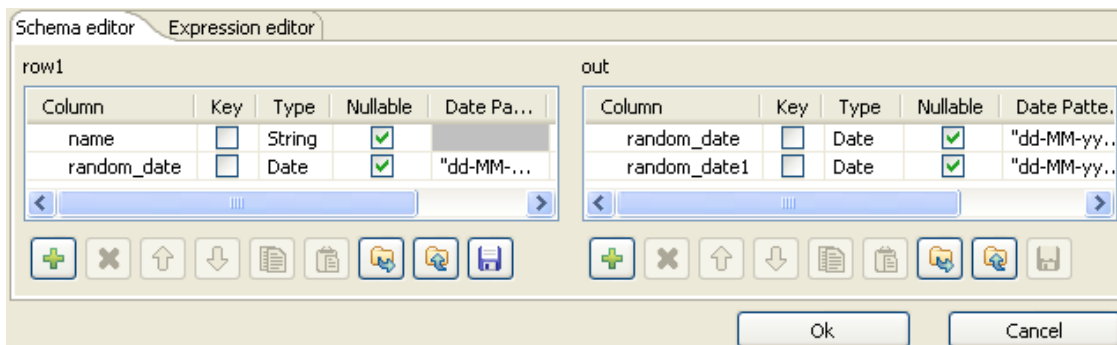 Schema editor Expression editor
row1
Column Key Type Nullable Date Pa...
name String
random_date Date "dd-MM-...
out
Column Key Type Nullable Date Patte.
random_date Date "dd-MM-yy..
random_date1 Date "dd-MM-yy..
Ok Cancel